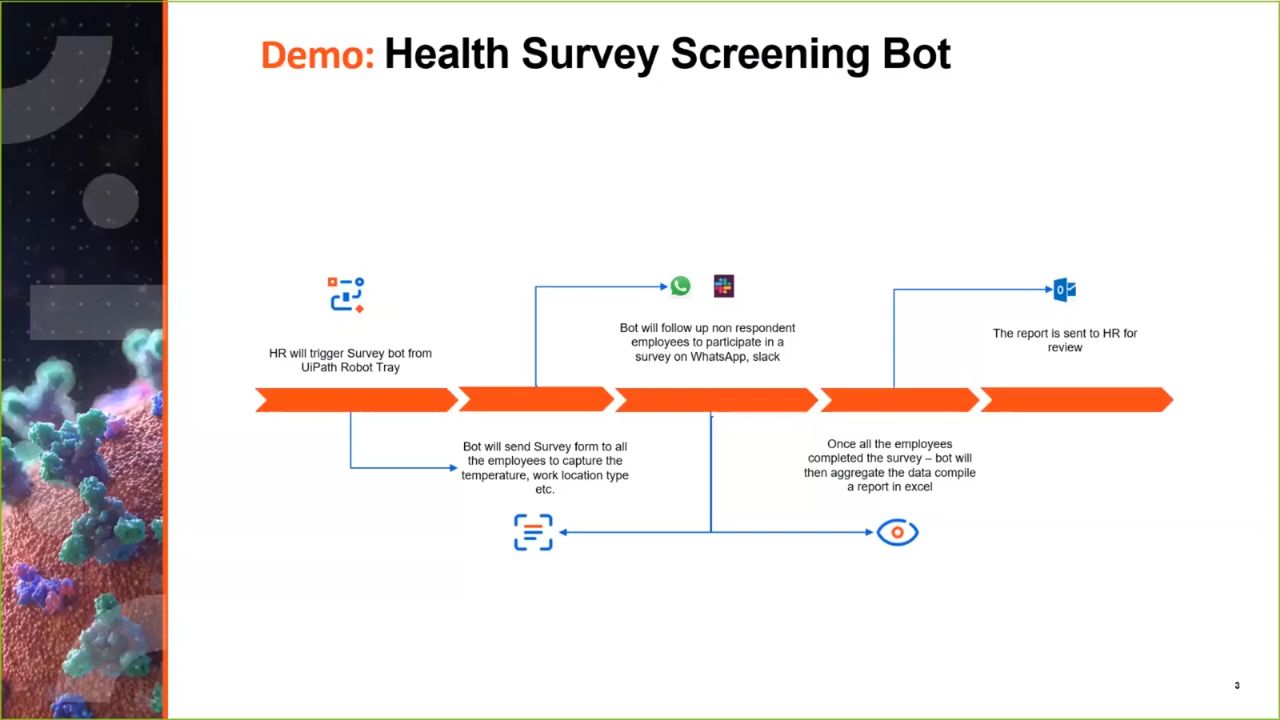 Demo: Health Survey Screening Bot
HR will trigger Survey bot from
UiPath Robot Tray
Bot will send Survey form to all
the employees to capture the
temperature, work location type
etc.
Bot will follow up non respondent
employees to participate in a
survey on WhatsApp, slack
Once all the employees
completed the survey – bot will
then aggregate the data compile
a report in excel
The report is sent to HR for
review
3